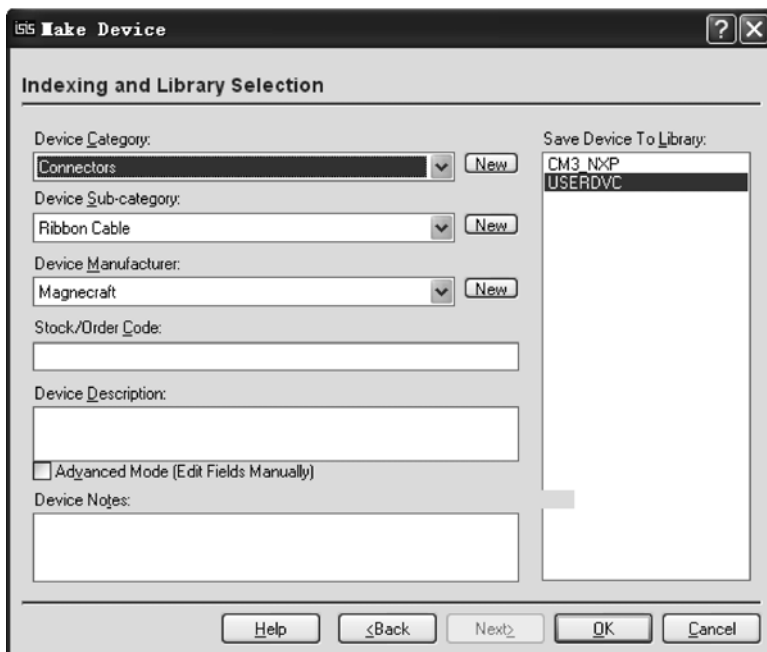 isis Make Device
Indexing and Library Selection
Device Category:
Connectors
New
Device Sub-category:
Ribbon Cable
New
Device Manufacturer:
Magnecraft
New
Stock/Order Code:
Device Description:
Advanced Mode (Edit Fields Manually)
Device Notes:
Save Device To Library:
CM3_NXP
USERDVC
Help
<Back
Next>
OK
Cancel